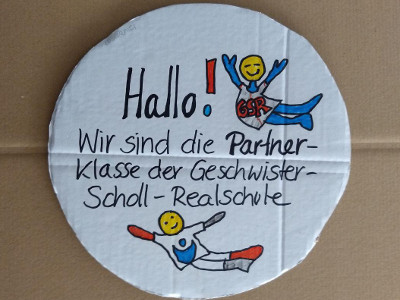 Hallo!
GSR
Wir sind die Partner-
Klasse der Geschwister-
Scholl-Realschule